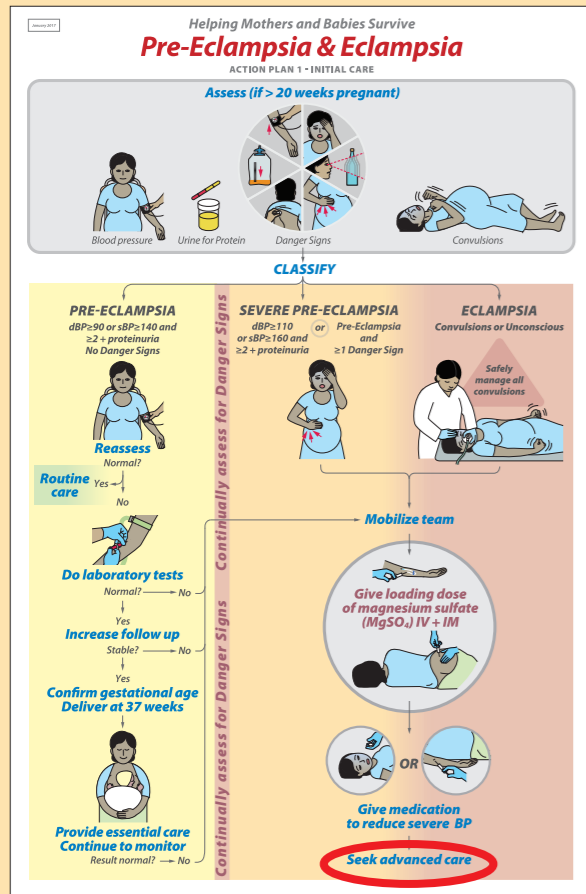 January 2017
Helping Mothers and Babies Survive
Pre-Eclampsia & Eclampsia
ACTION PLAN 1 - INITIAL CARE
Assess (if > 20 weeks pregnant)
Blood pressure
Urine for Protein
Danger Signs
Convulsions
CLASSIFY
PRE-ECLAMPSIA
dBP≥90 or sBP≥140 and
≥2 + proteinuria
No Danger Signs
Reassess
Normal?
Routine
care
Yes
No
Do laboratory tests
Normal?
No
Yes
Increase follow up
Stable?
No
Yes
Confirm gestational age
Deliver at 37 weeks
Provide essential care
Continue to monitor
Result normal?
No
Continually assess for Danger Signs
Continually assess for Danger Signs
SEVERE PRE-ECLAMPSIA
dBP≥110
or sBP≥160 and
≥2 + proteinuria
or
Pre-Eclampsia
and
≥1 Danger Sign
ECLAMPSIA
Convulsions or Unconscious
Safely
manage all
convulsions
Mobilize team
Give loading dose
of magnesium sulfate
(MgSO₄) IV + IM
OR
Give medication
to reduce severe BP
Seek advanced care